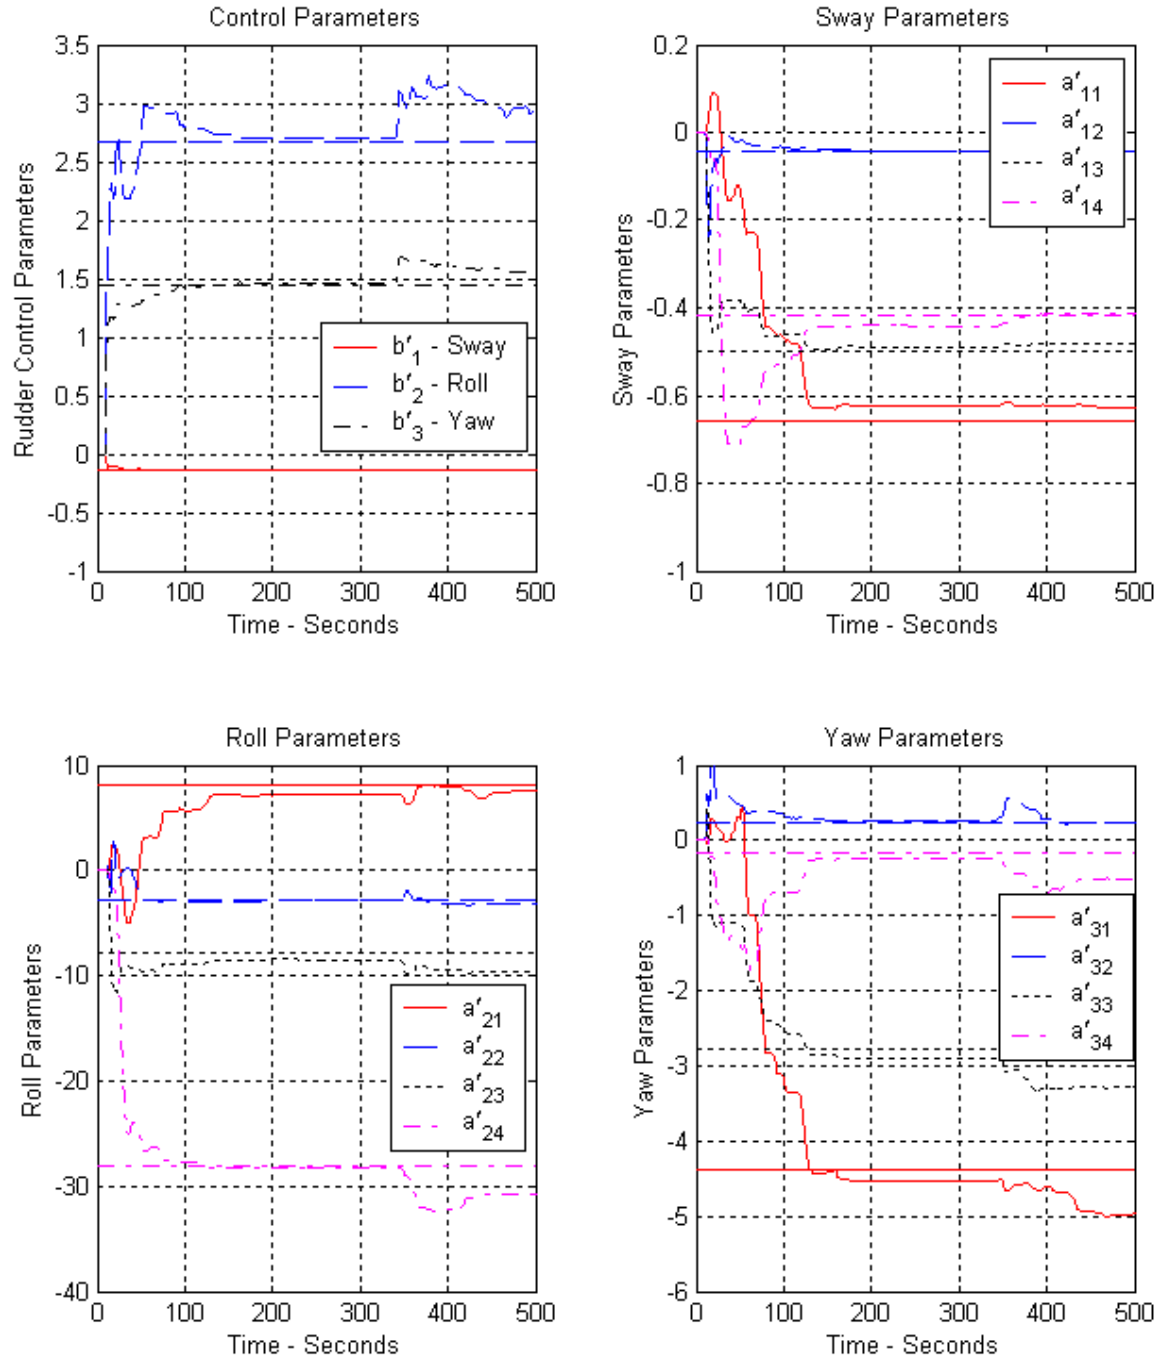 Control Parameters
3.5
3
2.5
2
1.5
1
0.5
0
-0.5
-1
Rudder Control Parameters
b′1 - Sway
b′2 - Roll
b′3 - Yaw
0 100 200 300 400 500
Time - Seconds
Sway Parameters
0.2
0
-0.2
-0.4
-0.6
-0.8
-1
Sway Parameters
a′11
a′12
a′13
a′14
0 100 200 300 400 500
Time - Seconds
Roll Parameters
10
0
-10
-20
-30
-40
Roll Parameters
a′21
a′22
a′23
a′24
0 100 200 300 400 500
Time - Seconds
Yaw Parameters
1
0
-1
-2
-3
-4
-5
-6
Yaw Parameters
a′31
a′32
a′33
a′34
0 100 200 300 400 500
Time - Seconds